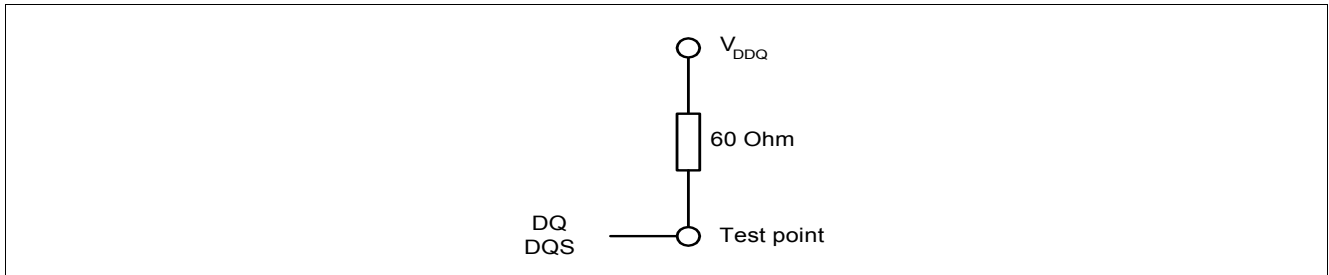 VDDQ
60 Ohm
DQ
DQS
Test point